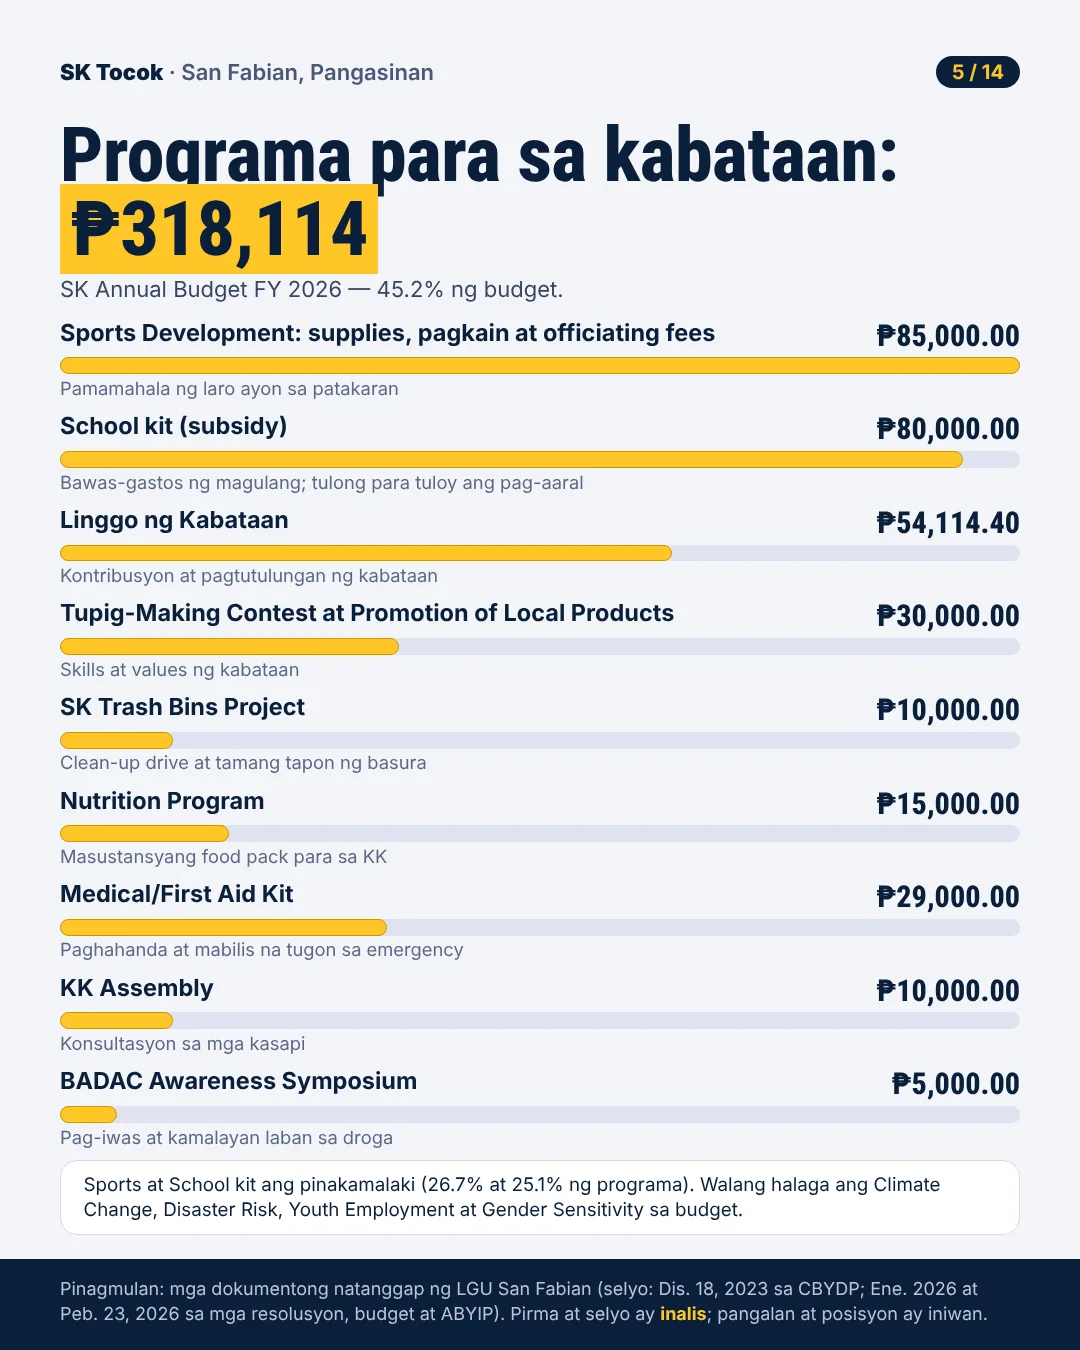 SK Tocok · San Fabian, Pangasinan
5 / 14
Programa para sa kabataan:
₱318,114
SK Annual Budget FY 2026 — 45.2% ng budget.
Sports Development: supplies, pagkain at officiating fees ₱85,000.00
Pamamahala ng laro ayon sa patakaran
School kit (subsidy) ₱80,000.00
Bawas-gastos ng magulang; tulong para tuloy ang pag-aaral
Linggo ng Kabataan ₱54,114.40
Kontribusyon at pagtutulungan ng kabataan
Tupig-Making Contest at Promotion of Local Products ₱30,000.00
Skills at values ng kabataan
SK Trash Bins Project ₱10,000.00
Clean-up drive at tamang tapon ng basura
Nutrition Program ₱15,000.00
Masustansyang food pack para sa KK
Medical/First Aid Kit ₱29,000.00
Paghahanda at mabilis na tugon sa emergency
KK Assembly ₱10,000.00
Konsultasyon sa mga kasapi
BADAC Awareness Symposium ₱5,000.00
Pag-iwas at kamalayan laban sa droga
Sports at School kit ang pinakamalaki (26.7% at 25.1% ng programa). Walang halaga ang Climate
Change, Disaster Risk, Youth Employment at Gender Sensitivity sa budget.
Pinagmulan: mga dokumentong natanggap ng LGU San Fabian (selyo: Dis. 18, 2023 sa CBYDP; Ene. 2026 at
Peb. 23, 2026 sa mga resolusyon, budget at ABYIP). Pirma at selyo ay inalis; pangalan at posisyon ay iniwan.